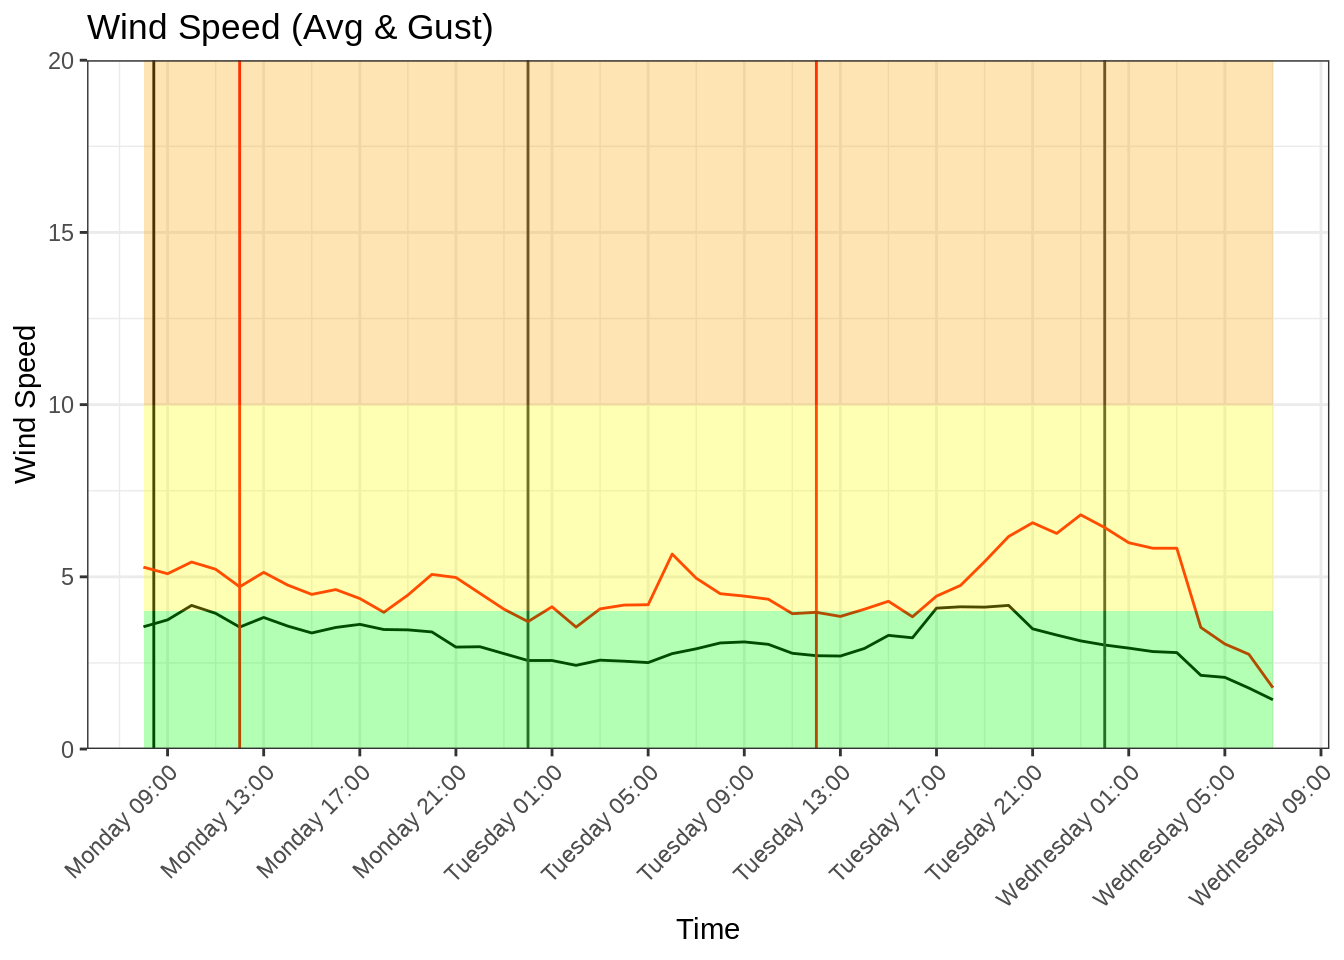 Wind Speed (Avg & Gust)
Wind Speed
20
15
10
5
0
Monday 09:00
Monday 13:00
Monday 17:00
Monday 21:00
Tuesday 01:00
Tuesday 05:00
Tuesday 09:00
Tuesday 13:00
Tuesday 17:00
Tuesday 21:00
Wednesday 01:00
Wednesday 05:00
Wednesday 09:00
Time